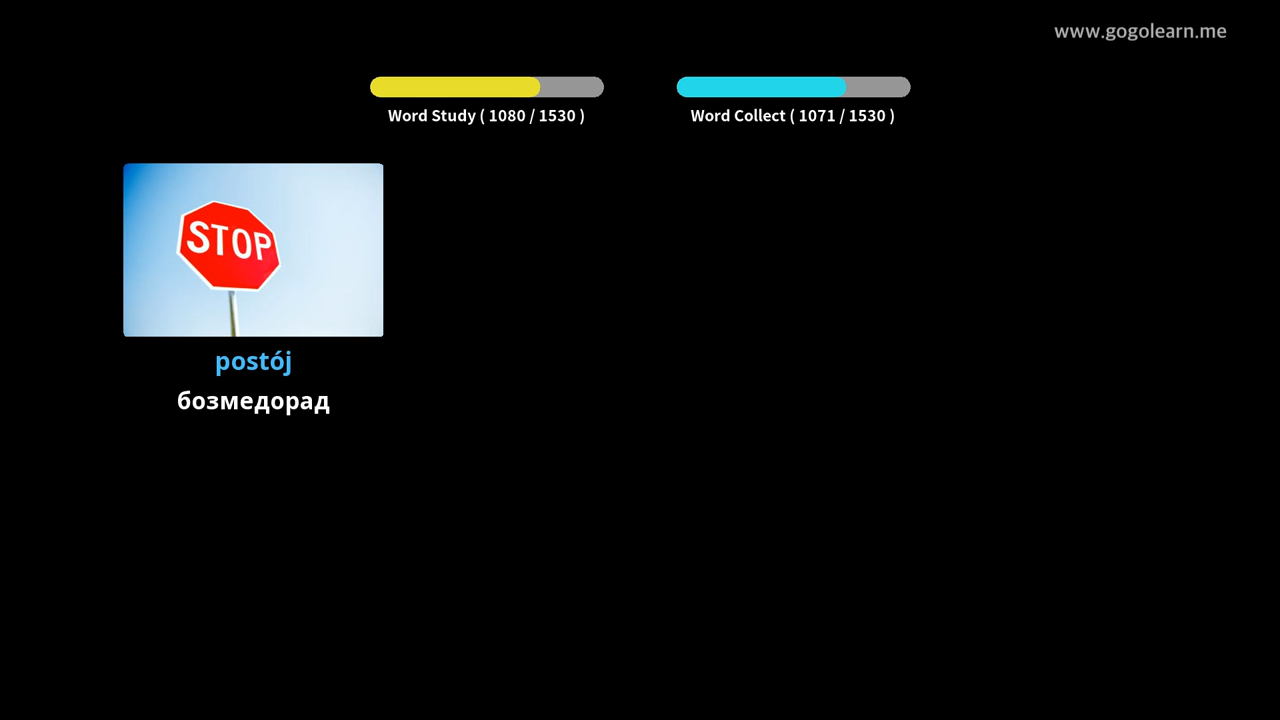 www.gogolearn.me
Word Study ( 1080 / 1530 )
Word Collect ( 1071 / 1530 )
STOP
postój
бозмедорад